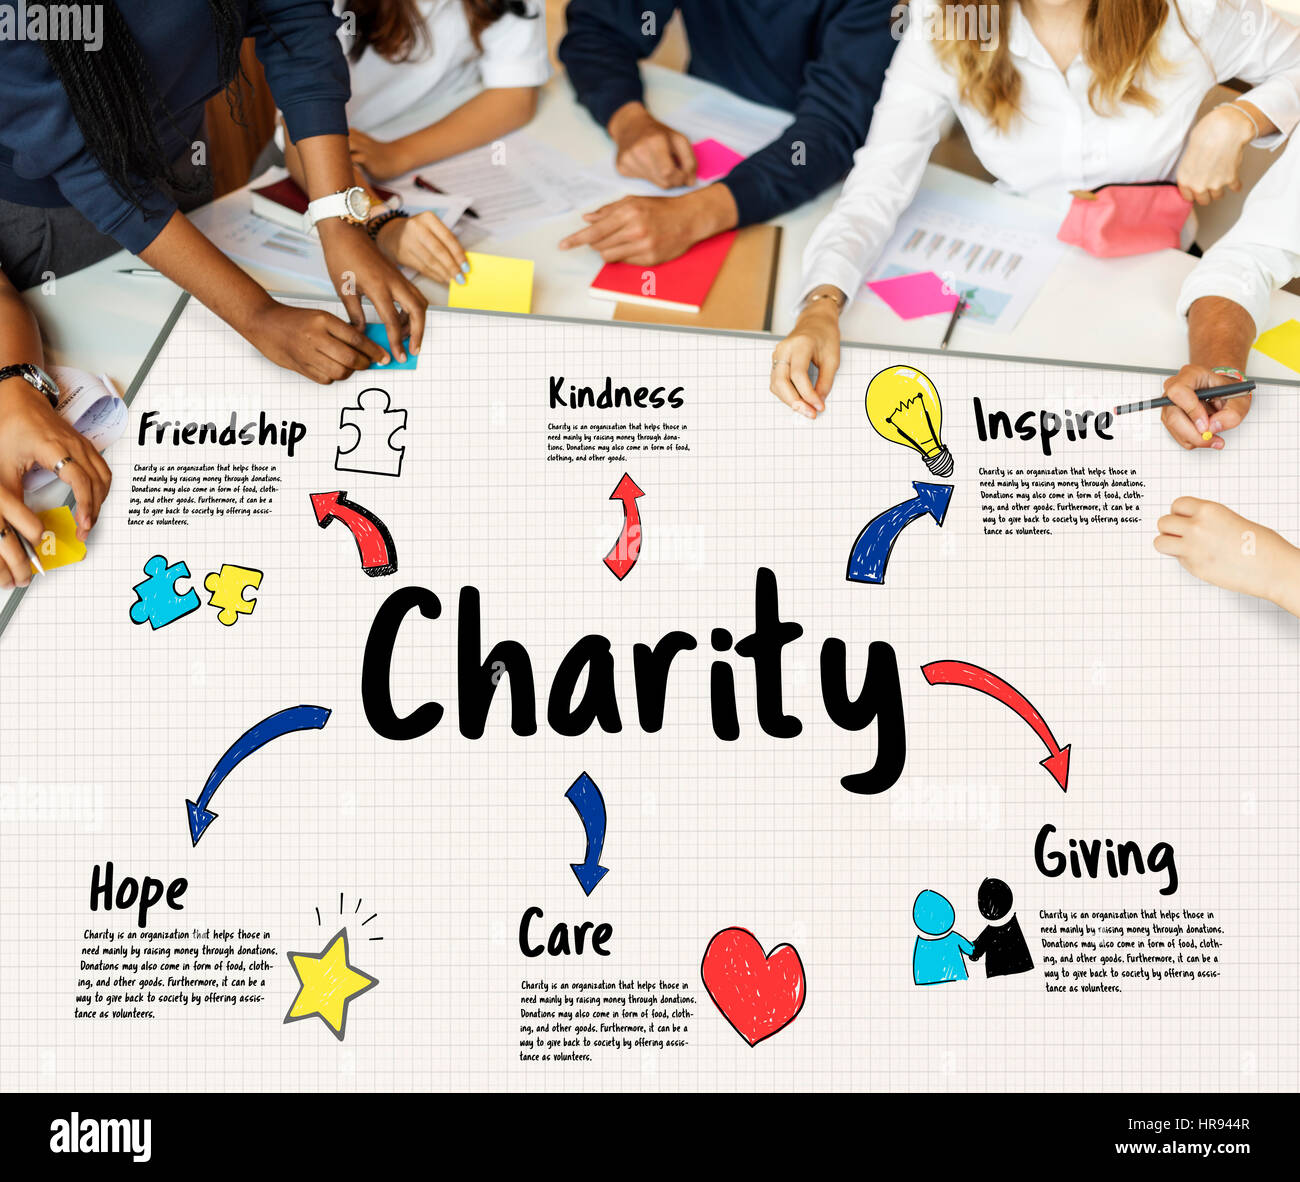 Kindness
Charity is an organization that helps those in
need mainly by raising money through dona-
tions. Donations may also come in form of food,
clothing, and other goods.
Inspire
Charity is an organization that helps those in
need mainly by raising money through donations.
Donations may also come in form of food, cloth-
ing, and other goods. Furthermore, it can be a
way to give back to society by offering assis-
tance as volunteers.
Friendship
Charity is an organization that helps those in
need mainly by raising money through donations.
Donations may also come in form of food, cloth-
ing, and other goods. Furthermore, it can be a
way to give back to society by offering assis-
tance as volunteers.
Charity
Giving
Charity is an organization that helps those in
need mainly by raising money through donations.
Donations may also come in form of food, cloth-
ing, and other goods. Furthermore, it can be a
way to give back to society by offering assis-
tance as volunteers.
Hope
Charity is an organization that helps those in
need mainly by raising money through donations.
Donations may also come in form of food, cloth-
ing, and other goods. Furthermore, it can be a
way to give back to society by offering assis-
tance as volunteers.
Care
Charity is an organization that helps those in
need mainly by raising money through donations.
Donations may also come in form of food, cloth-
ing, and other goods. Furthermore, it can be a
way to give back to society by offering assis-
tance as volunteers.
alamy
Image ID: HR944R
www.alamy.com